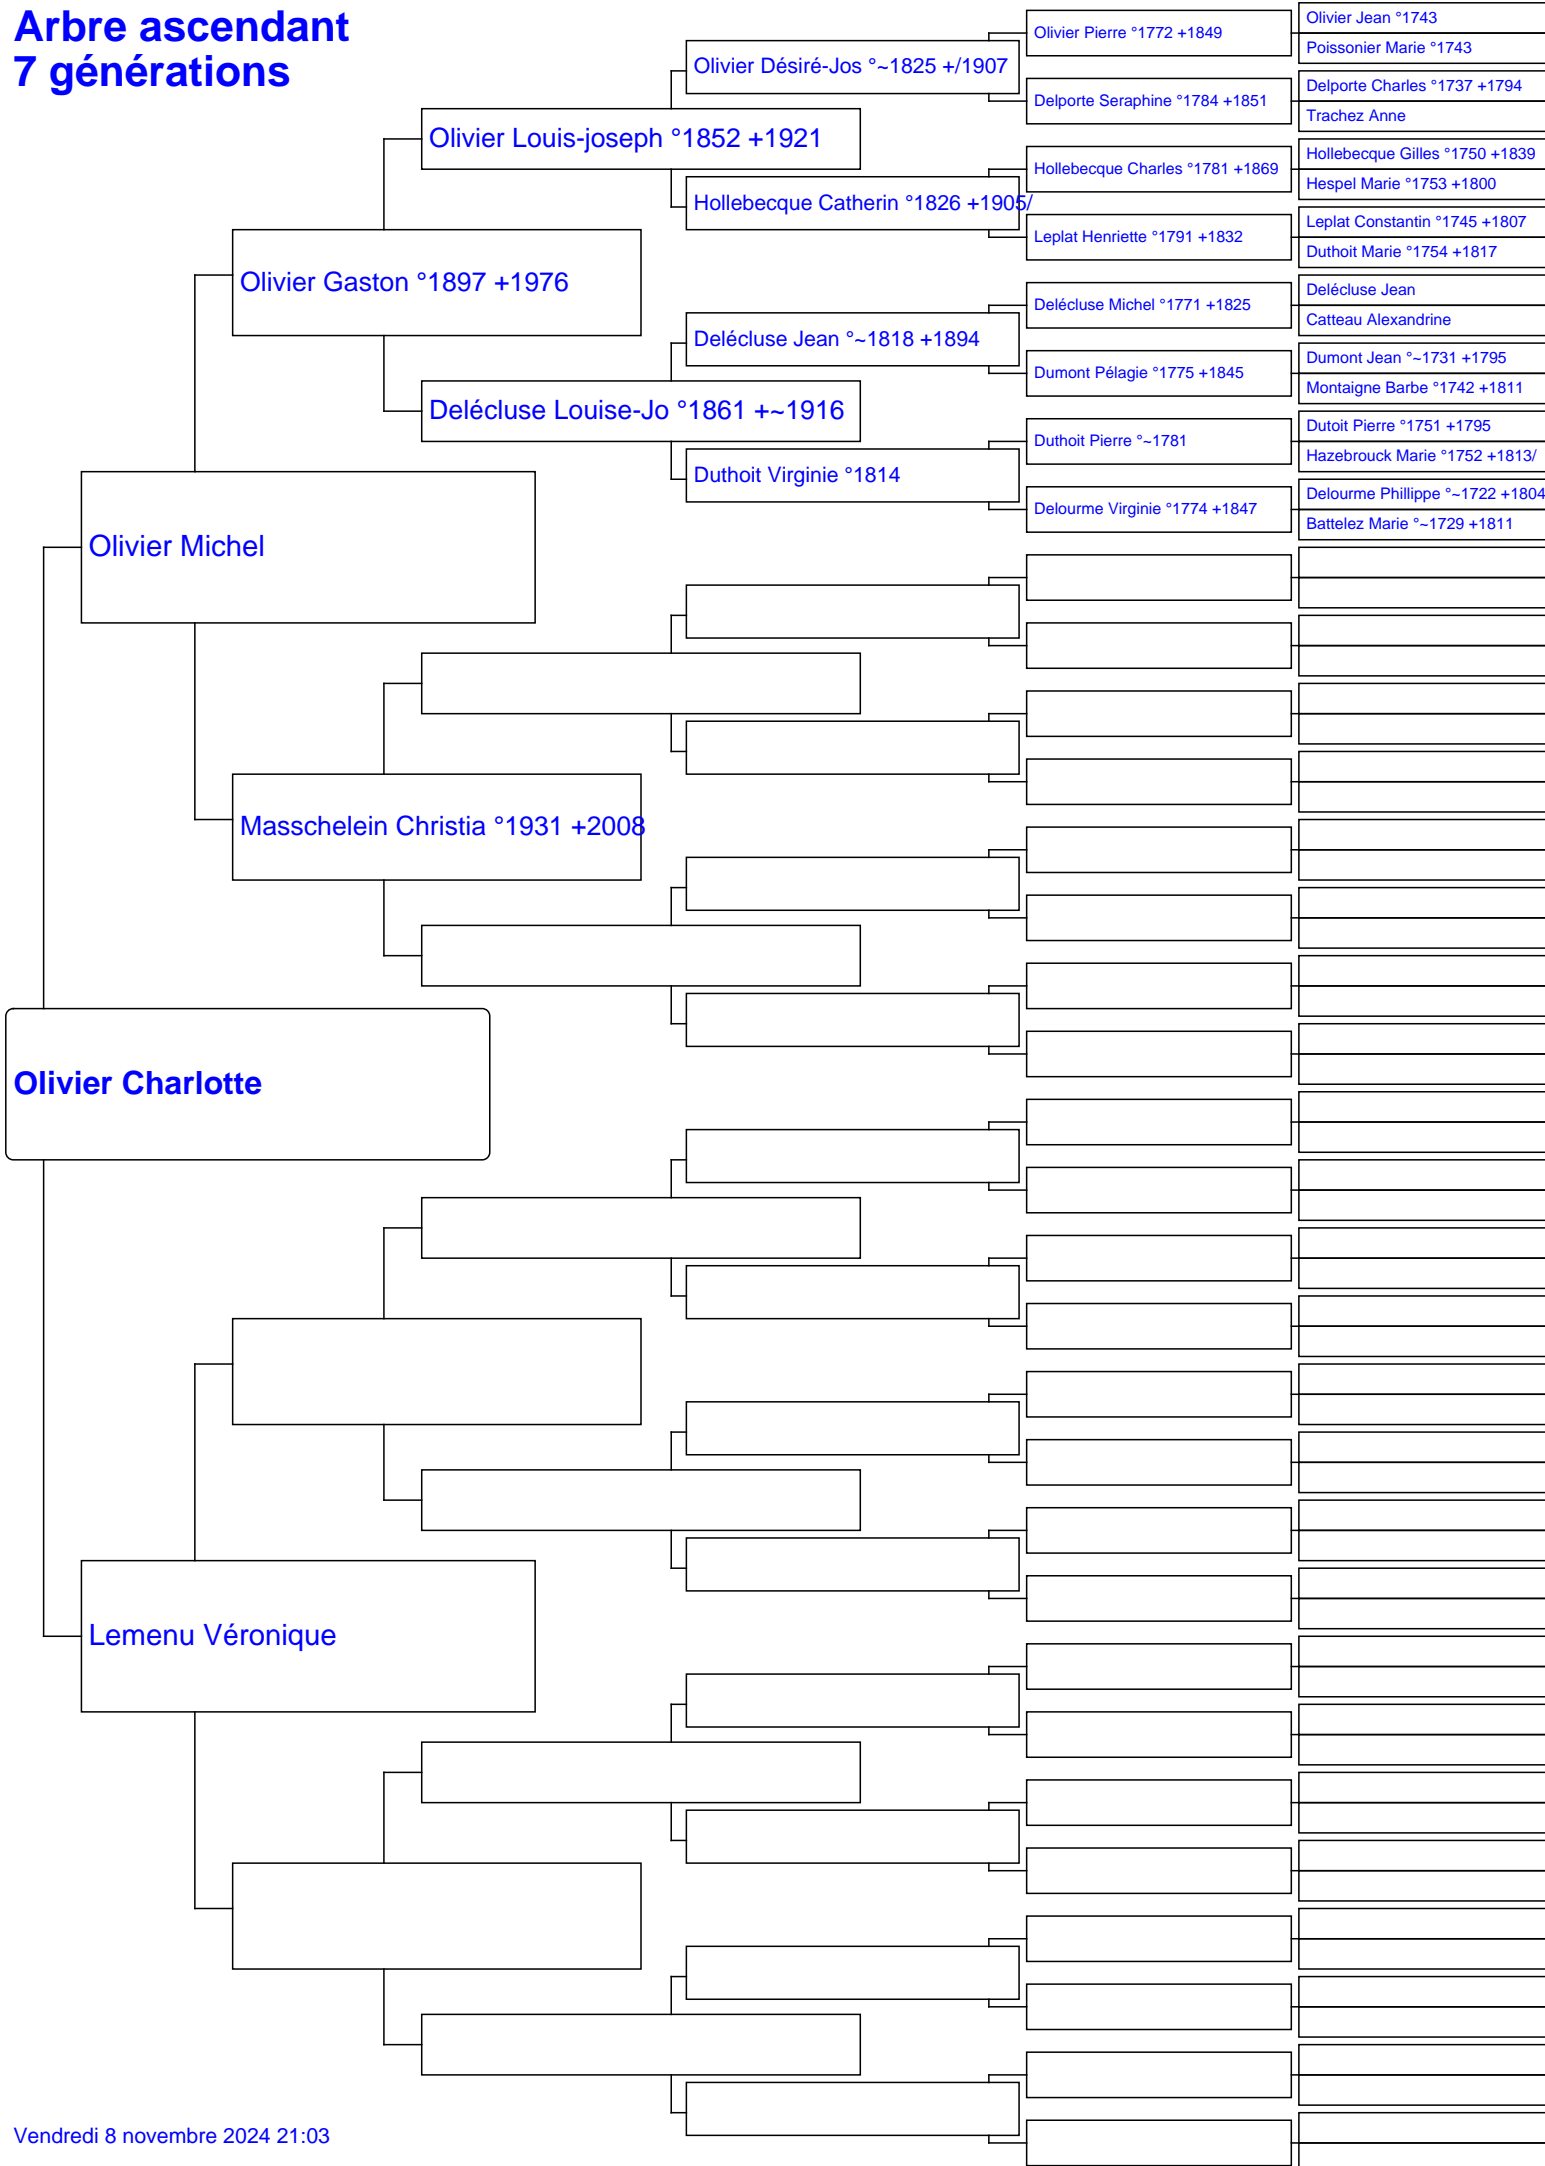 Arbre ascendant
7 générations
Olivier Charlotte
Olivier Michel
Lemenu Véronique
Olivier Gaston °1897 +1976
Masschelein Christia °1931 +2008
Olivier Louis-joseph °1852 +1921
Delécluse Louise-Jo °1861 +~1916
Olivier Désiré-Jos °~1825 +/1907
Hollebecque Catherin °1826 +1905/
Delécluse Jean °~1818 +1894
Duthoit Virginie °1814
Olivier Pierre °1772 +1849
Delporte Seraphine °1784 +1851
Hollebecque Charles °1781 +1869
Leplat Henriette °1791 +1832
Delécluse Michel °1771 +1825
Dumont Pélagie °1775 +1845
Duthoit Pierre °~1781
Delourme Virginie °1774 +1847
Olivier Jean °1743
Poissonier Marie °1743
Delporte Charles °1737 +1794
Trachez Anne
Hollebecque Gilles °1750 +1839
Hespel Marie °1753 +1800
Leplat Constantin °1745 +1807
Duthoit Marie °1754 +1817
Delécluse Jean
Catteau Alexandrine
Dumont Jean °~1731 +1795
Montaigne Barbe °1742 +1811
Dutoit Pierre °1751 +1795
Hazebrouck Marie °1752 +1813/
Delourme Phillippe °~1722 +1804
Battelez Marie °~1729 +1811
Vendredi 8 novembre 2024 21:03